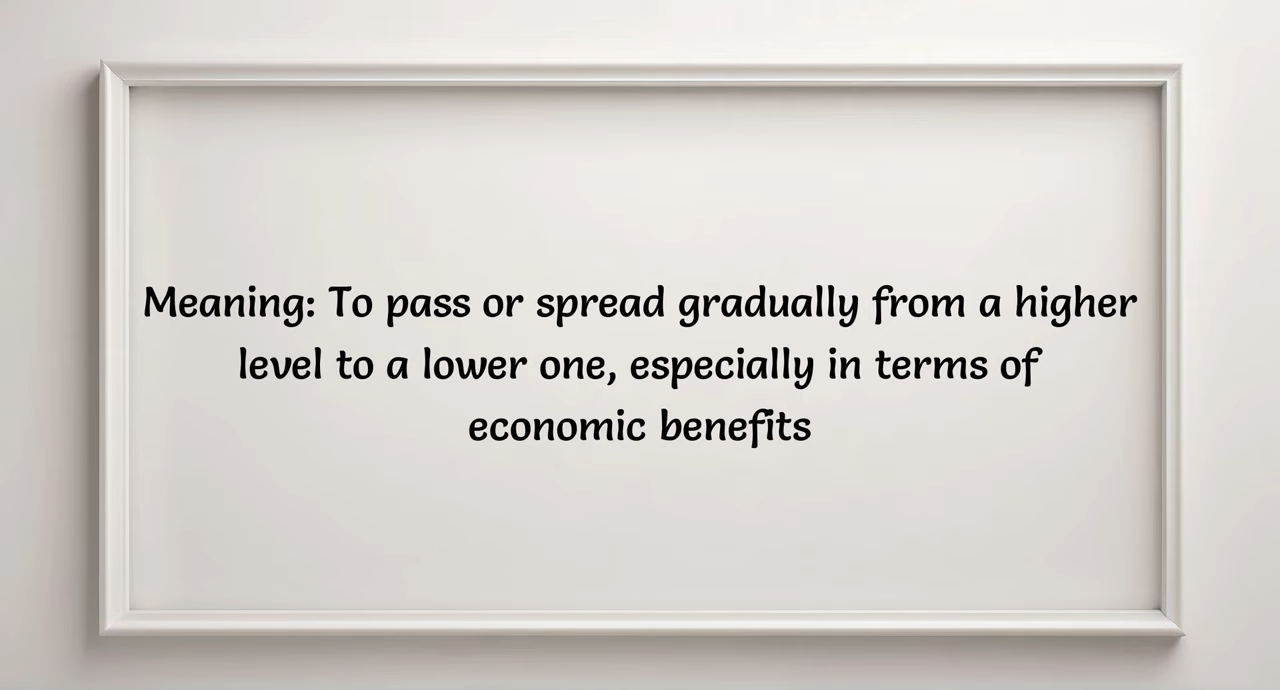 Meaning: To pass or spread gradually from a higher
level to a lower one, especially in terms of
economic benefits